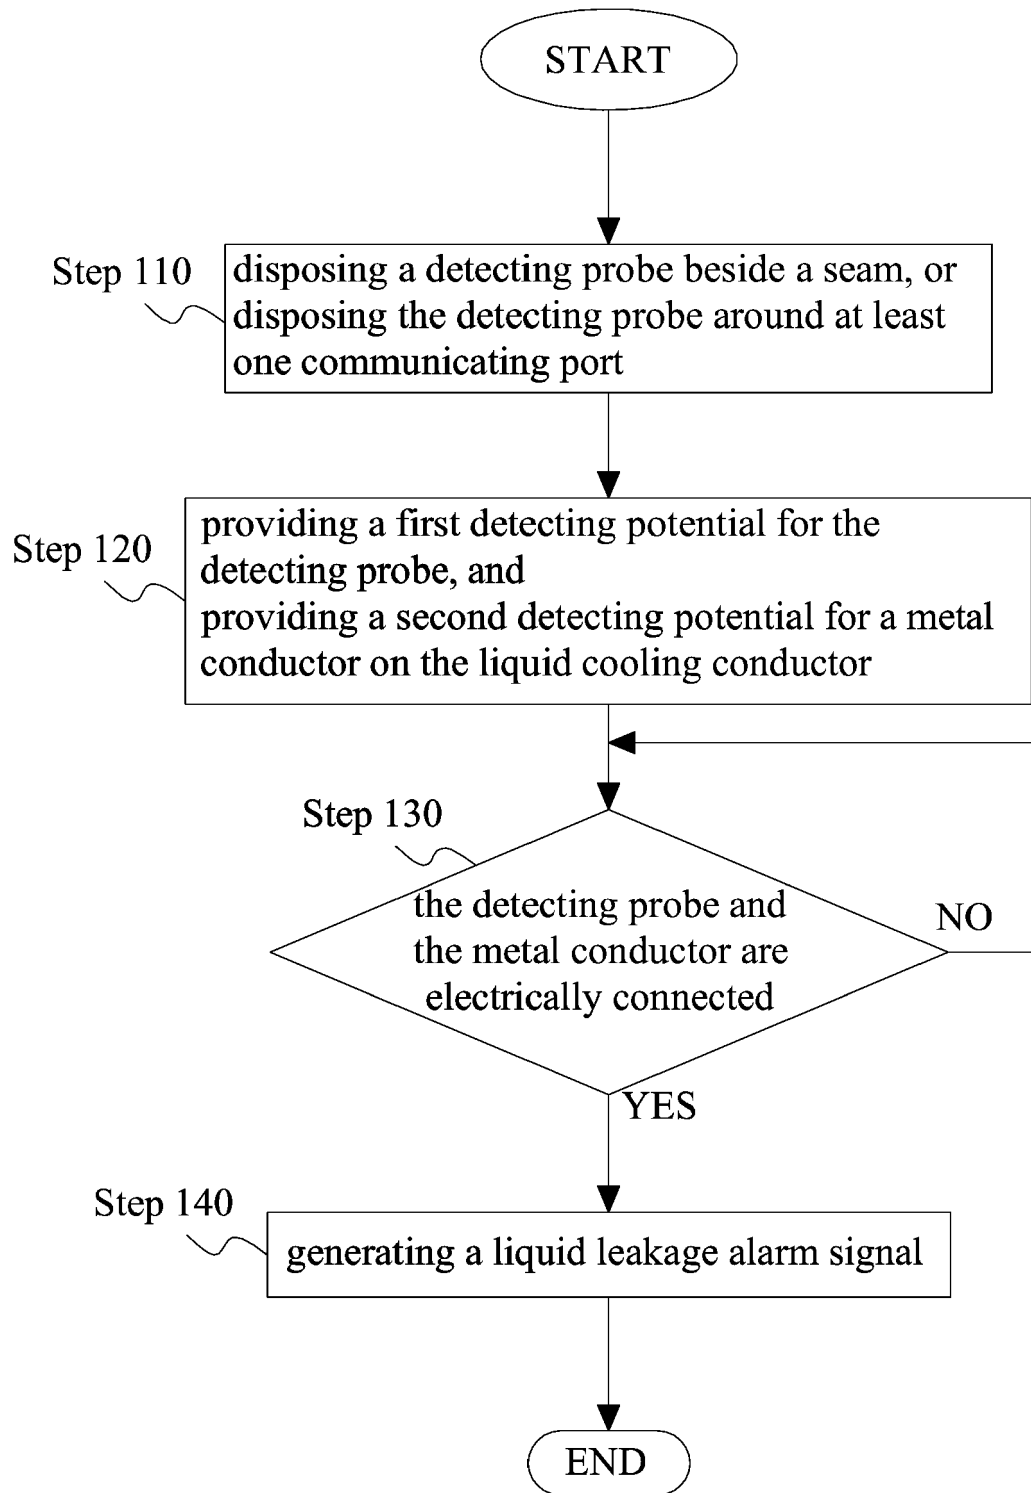 START
Step 110
disposing a detecting probe beside a seam, or
disposing the detecting probe around at least
one communicating port
Step 120
providing a first detecting potential for the
detecting probe, and
providing a second detecting potential for a metal
conductor on the liquid cooling conductor
Step 130
the detecting probe and
the metal conductor are
electrically connected
NO
YES
Step 140
generating a liquid leakage alarm signal
END